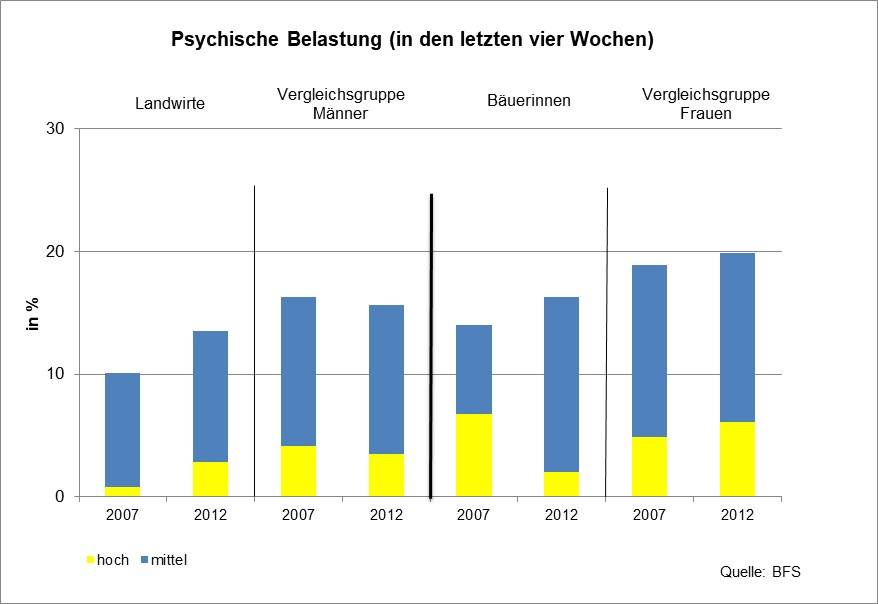 Psychische Belastung (in den letzten vier Wochen)
Landwirte
Vergleichsgruppe
Männer
Bäuerinnen
Vergleichsgruppe
Frauen
30
20
10
0
in %
2007 2012 2007 2012 2007 2012 2007 2012
hoch mittel
Quelle: BFS